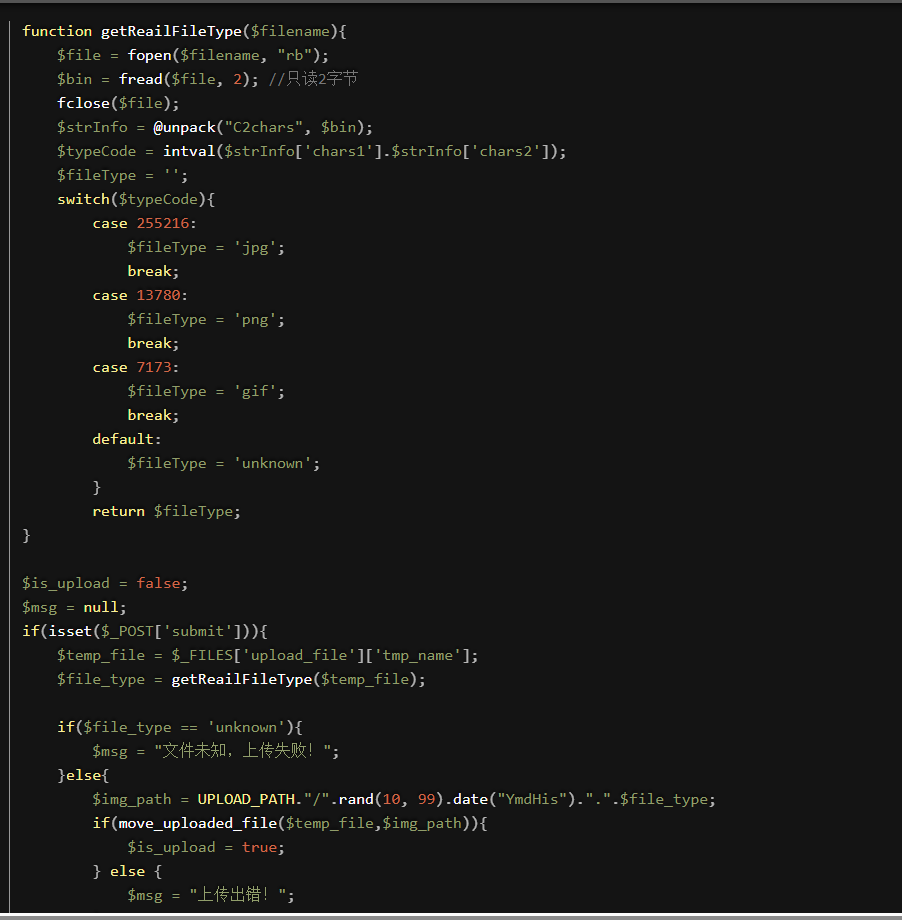 function getReailFileType($filename){
    $file = fopen($filename, "rb");
    $bin = fread($file, 2); //只读2字节
    fclose($file);
    $strInfo = @unpack("C2chars", $bin);
    $typeCode = intval($strInfo['chars1'].$strInfo['chars2']);
    $fileType = '';
    switch($typeCode){
        case 255216:
            $fileType = 'jpg';
            break;
        case 13780:
            $fileType = 'png';
            break;
        case 7173:
            $fileType = 'gif';
            break;
        default:
            $fileType = 'unknown';
        }
        return $fileType;
}

$is_upload = false;
$msg = null;
if(isset($_POST['submit'])){
    $temp_file = $_FILES['upload_file']['tmp_name'];
    $file_type = getReailFileType($temp_file);

    if($file_type == 'unknown'){
        $msg = "文件未知，上传失败！";
    }else{
        $img_path = UPLOAD_PATH."/".rand(10, 99).date("YmdHis").".".$file_type;
        if(move_uploaded_file($temp_file,$img_path)){
            $is_upload = true;
        } else {
            $msg = "上传出错！";